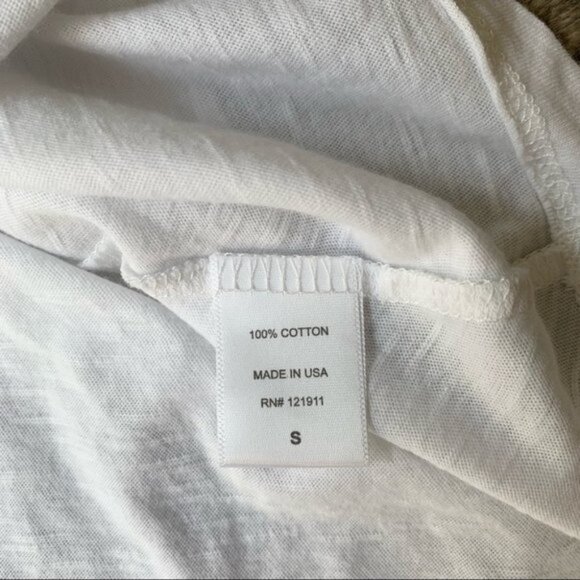 100% COTTON
MADE IN USA
RN# 121911
S